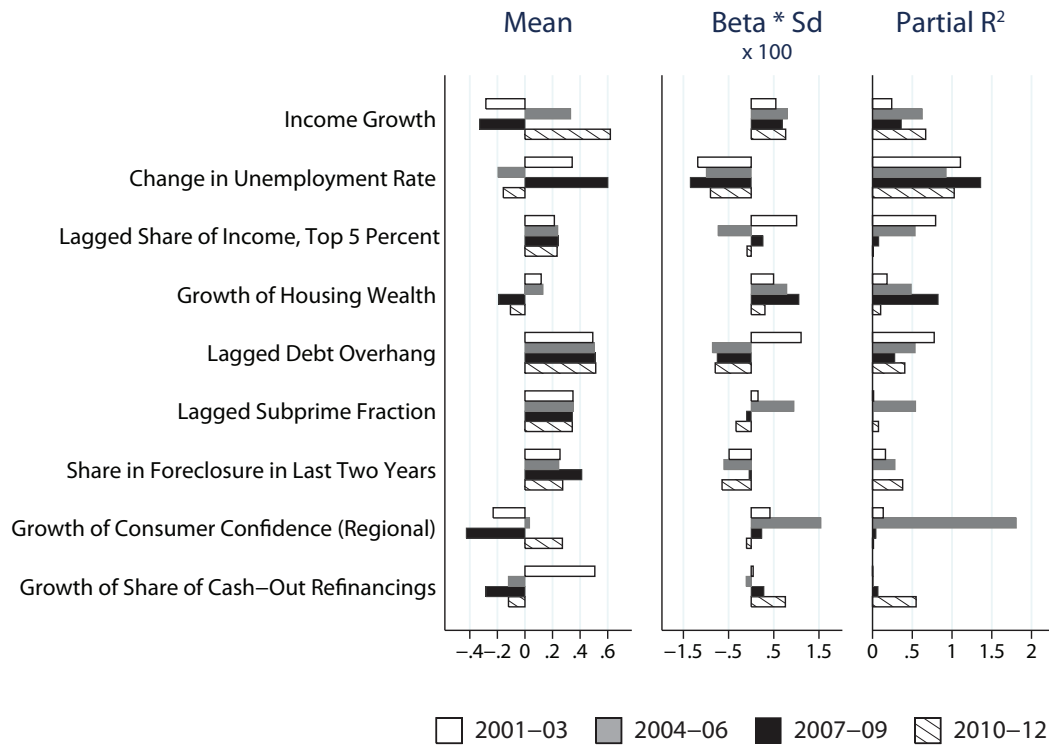 Mean Beta * Sd Partial R²
x 100
Income Growth
Change in Unemployment Rate
Lagged Share of Income, Top 5 Percent
Growth of Housing Wealth
Lagged Debt Overhang
Lagged Subprime Fraction
Share in Foreclosure in Last Two Years
Growth of Consumer Confidence (Regional)
Growth of Share of Cash−Out Refinancings
−.4 −.2 0 .2 .4 .6 −1.5 −.5 .5 1.5 0 .5 1 1.5 2
2001−03 2004−06 2007−09 2010−12